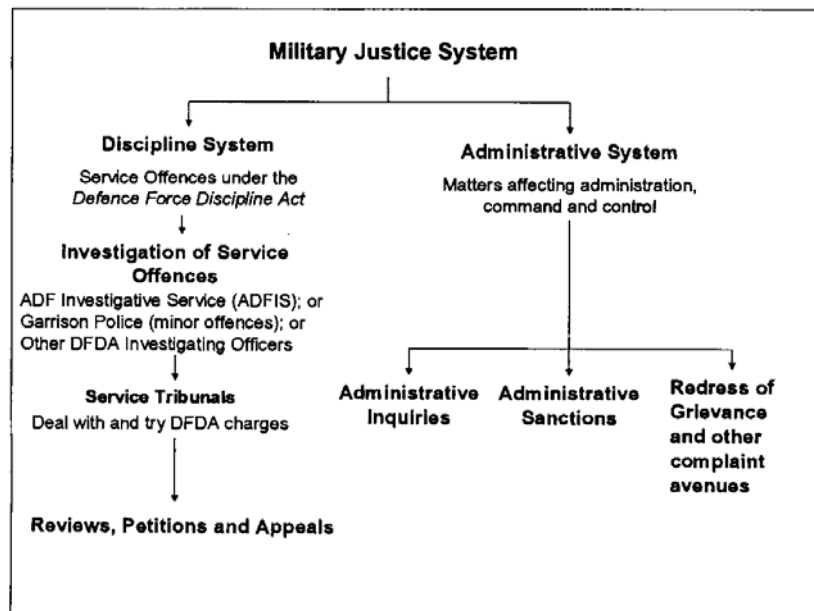 Military Justice System
Discipline System
Service Offences under the
Defence Force Discipline Act
Investigation of Service
Offences
ADF Investigative Service (ADFIS); or
Garrison Police (minor offences); or
Other DFDA Investigating Officers
Service Tribunals
Deal with and try DFDA charges
Reviews, Petitions and Appeals
Administrative System
Matters affecting administration,
command and control
Administrative
Inquiries
Administrative
Sanctions
Redress of
Grievance
and other
complaint
avenues